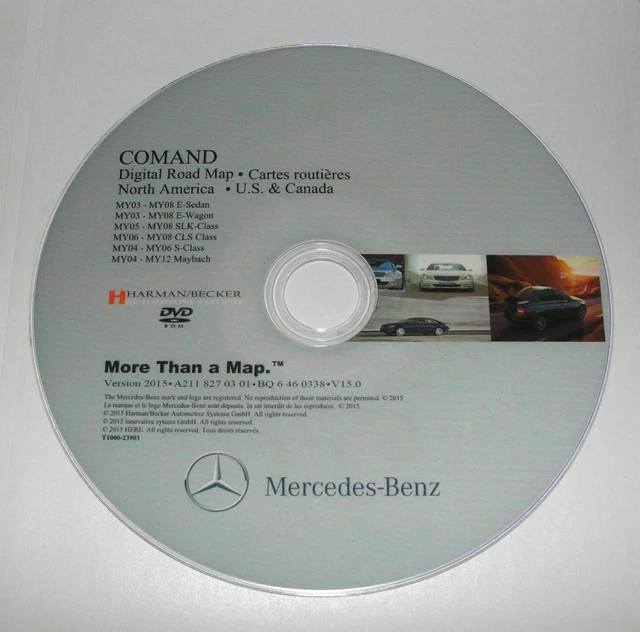 COMAND
Digital Road Map • Cartes routières
North America • U.S. & Canada
MY03 - MY08 E-Sedan
MY03 - MY08 E-Wagon
MY05 - MY08 SLK-Class
MY06 - MY08 CLS Class
MY04 - MY06 S-Class
MY04 - MY12 Maybach
HARMAN/BECKER
AUTOMOTIVE SYSTEMS
DVD
ROM
More Than a Map.™
Version 2015•A211 827 03 01•BQ 6 46 0338•V15.0
The Mercedes-Benz mark and logo are registered. No reproduction of these materials are permited. © 2015
La marque et le logo Mercedes-Benz sont déposés. In est interdit de les reproduire. © 2015
© 2015 Harman/Becker Automotive Systems GmbH. All rights reserved.
© 2015 innovative sytems GmbH. All rights reserved.
© 2015 HERE. All rights reserved. Tous droits réservés.
T1000-23903
Mercedes-Benz